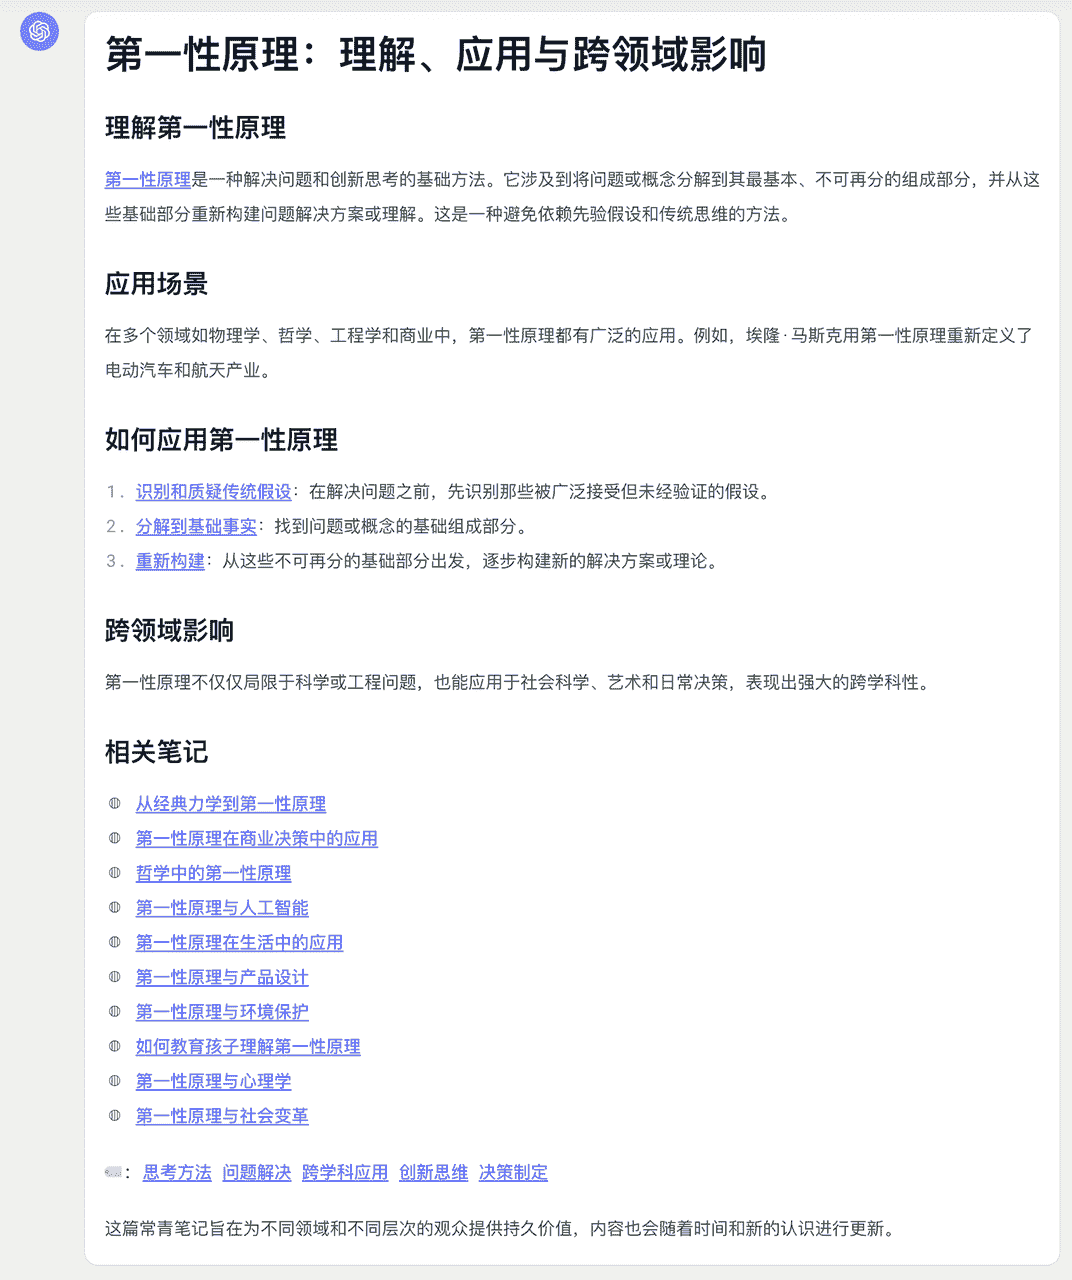 第一性原理：理解、应用与跨领域影响
理解第一性原理
第一性原理是一种解决问题和创新思考的基础方法。它涉及到将问题或概念分解到其最基本、不可再分的组成部分，并从这
些基础部分重新构建问题解决方案或理解。这是一种避免依赖先验假设和传统思维的方法。
应用场景
在多个领域如物理学、哲学、工程学和商业中，第一性原理都有广泛的应用。例如，埃隆·马斯克用第一性原理重新定义了
电动汽车和航天产业。
如何应用第一性原理
1. 识别和质疑传统假设：在解决问题之前，先识别那些被广泛接受但未经验证的假设。
2. 分解到基础事实：找到问题或概念的基础组成部分。
3. 重新构建：从这些不可再分的基础部分出发，逐步构建新的解决方案或理论。
跨领域影响
第一性原理不仅仅局限于科学或工程问题，也能应用于社会科学、艺术和日常决策，表现出强大的跨学科性。
相关笔记
从经典力学到第一性原理
第一性原理在商业决策中的应用
哲学中的第一性原理
第一性原理与人工智能
第一性原理在生活中的应用
第一性原理与产品设计
第一性原理与环境保护
如何教育孩子理解第一性原理
第一性原理与心理学
第一性原理与社会变革
： 思考方法 问题解决 跨学科应用 创新思维 决策制定
这篇常青笔记旨在为不同领域和不同层次的观众提供持久价值，内容也会随着时间和新的认识进行更新。